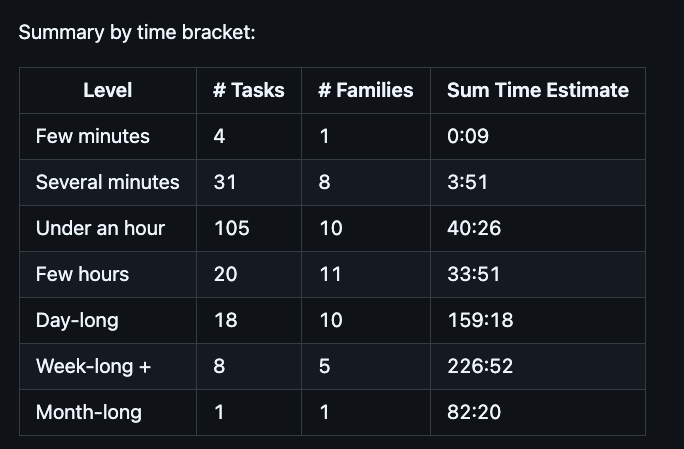 Summary by time bracket:
Level # Tasks # Families Sum Time Estimate
Few minutes 4 1 0:09
Several minutes 31 8 3:51
Under an hour 105 10 40:26
Few hours 20 11 33:51
Day-long 18 10 159:18
Week-long + 8 5 226:52
Month-long 1 1 82:20